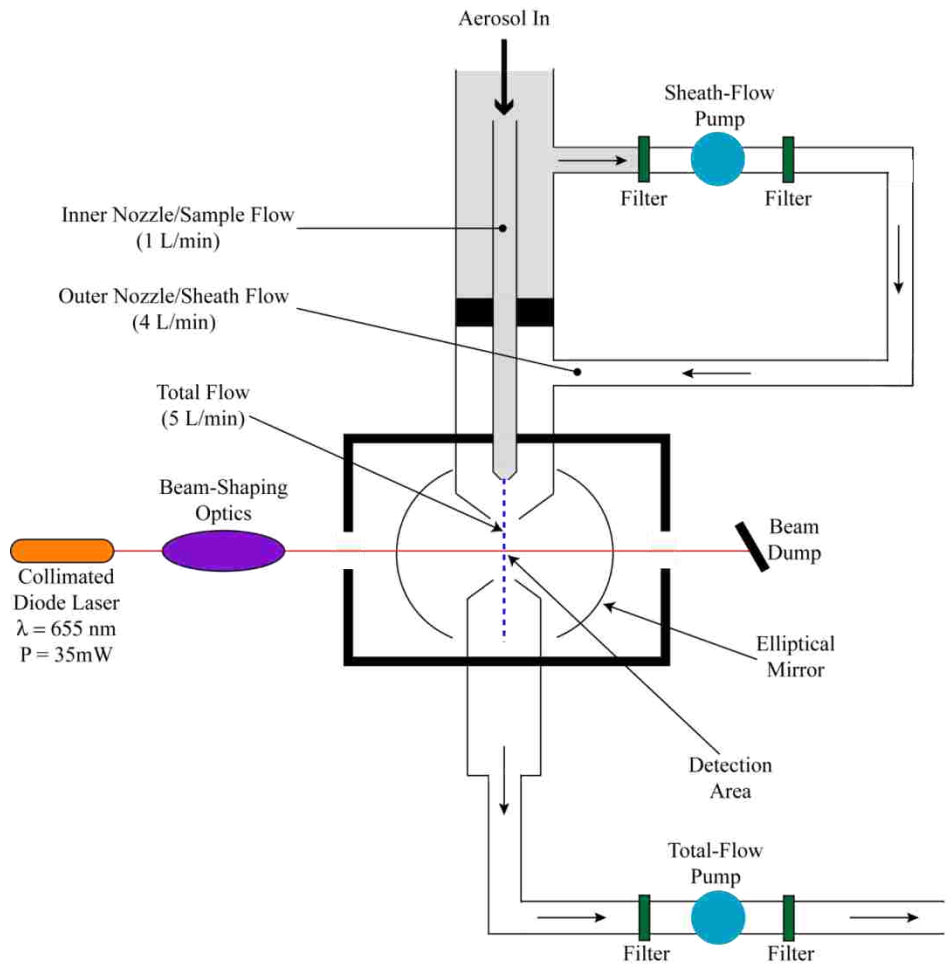 Aerosol In
Sheath-Flow
Pump
Filter
Filter
Inner Nozzle/Sample Flow
(1 L/min)
Outer Nozzle/Sheath Flow
(4 L/min)
Total Flow
(5 L/min)
Beam-Shaping
Optics
Beam
Dump
Collimated
Diode Laser
λ = 655 nm
P = 35mW
Elliptical
Mirror
Detection
Area
Total-Flow
Pump
Filter
Filter